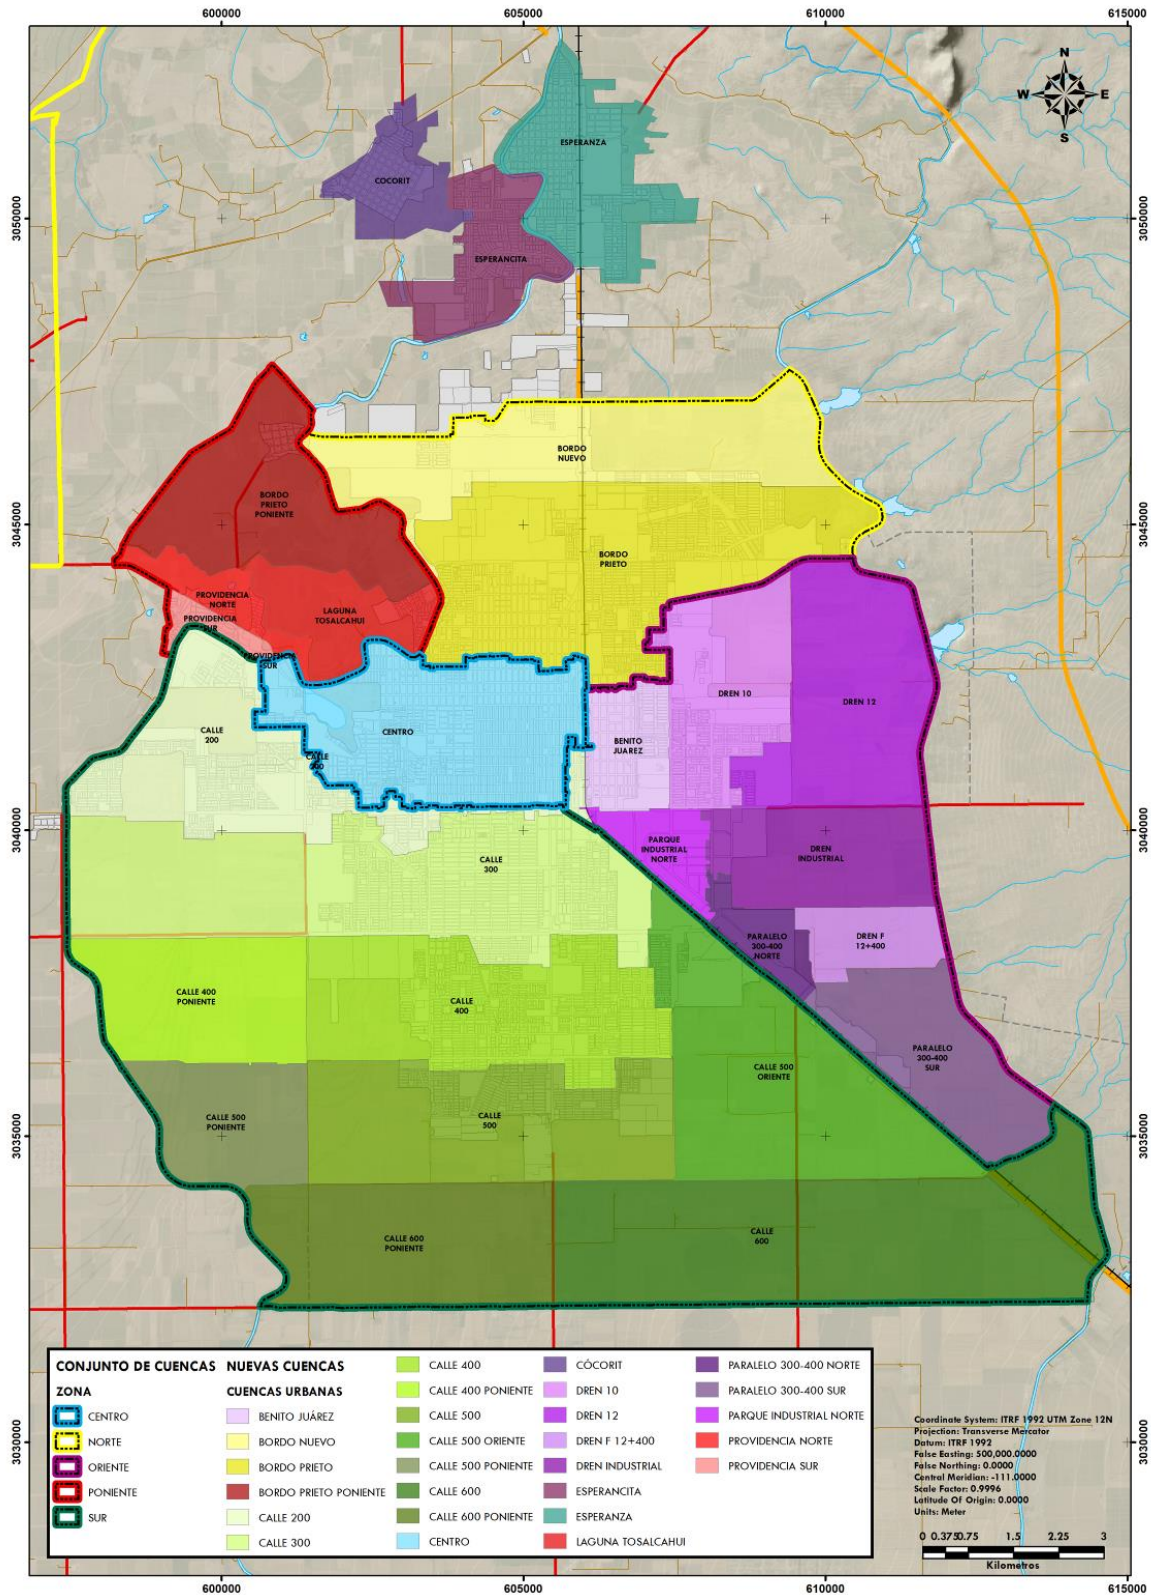 600000 605000 610000 615000
N
W E
S
ESPERANZA
COCORIT
3050000 3050000
ESPERANCITA
BORDO
NUEVO
BORDO
PRIETO
PONIENTE
3045000 3045000
BORDO
PRIETO
PROVIDENCIA
NORTE
LAGUNA
TOSALCAHUI
PROVIDENCIA
SUR
PROVIDENCIA
SUR
DREN 10
DREN 12
CENTRO
CALLE
200
BENITO
JUAREZ
CALLE
3040000 3040000
PARQUE
INDUSTRIAL
NORTE
DREN
INDUSTRIAL
CALLE
300
PARALELO
300-400
NORTE
DREN F
12+400
CALLE 400
PONIENTE
CALLE
400
PARALELO
300-400
SUR
CALLE 500
ORIENTE
CALLE 500
PONIENTE
CALLE
500
3035000 3035000
CALLE 600
PONIENTE
CALLE
600
CONJUNTO DE CUENCAS
ZONA
CENTRO
NORTE
ORIENTE
PONIENTE
SUR
NUEVAS CUENCAS
CUENCAS URBANAS
BENITO JUÁREZ
BORDO NUEVO
BORDO PRIETO
BORDO PRIETO PONIENTE
CALLE 200
CALLE 300
CALLE 400
CALLE 400 PONIENTE
CALLE 500
CALLE 500 ORIENTE
CALLE 500 PONIENTE
CALLE 600
CALLE 600 PONIENTE
CENTRO
CÓCORIT
DREN 10
DREN 12
DREN F 12+400
DREN INDUSTRIAL
ESPERANCITA
ESPERANZA
LAGUNA TOSALCAHUI
PARALELO 300-400 NORTE
PARALELO 300-400 SUR
PARQUE INDUSTRIAL NORTE
PROVIDENCIA NORTE
PROVIDENCIA SUR
3030000 3030000
Coordinate System: ITRF 1992 UTM Zone 12N
Projection: Transverse Mercator
Datum: ITRF 1992
False Easting: 500,000.0000
False Northing: 0.0000
Central Meridian: -111.0000
Scale Factor: 0.9996
Latitude Of Origin: 0.0000
Units: Meter
0 0.375 0.75 1.5 2.25 3
Kilometros
600000 605000 610000 615000